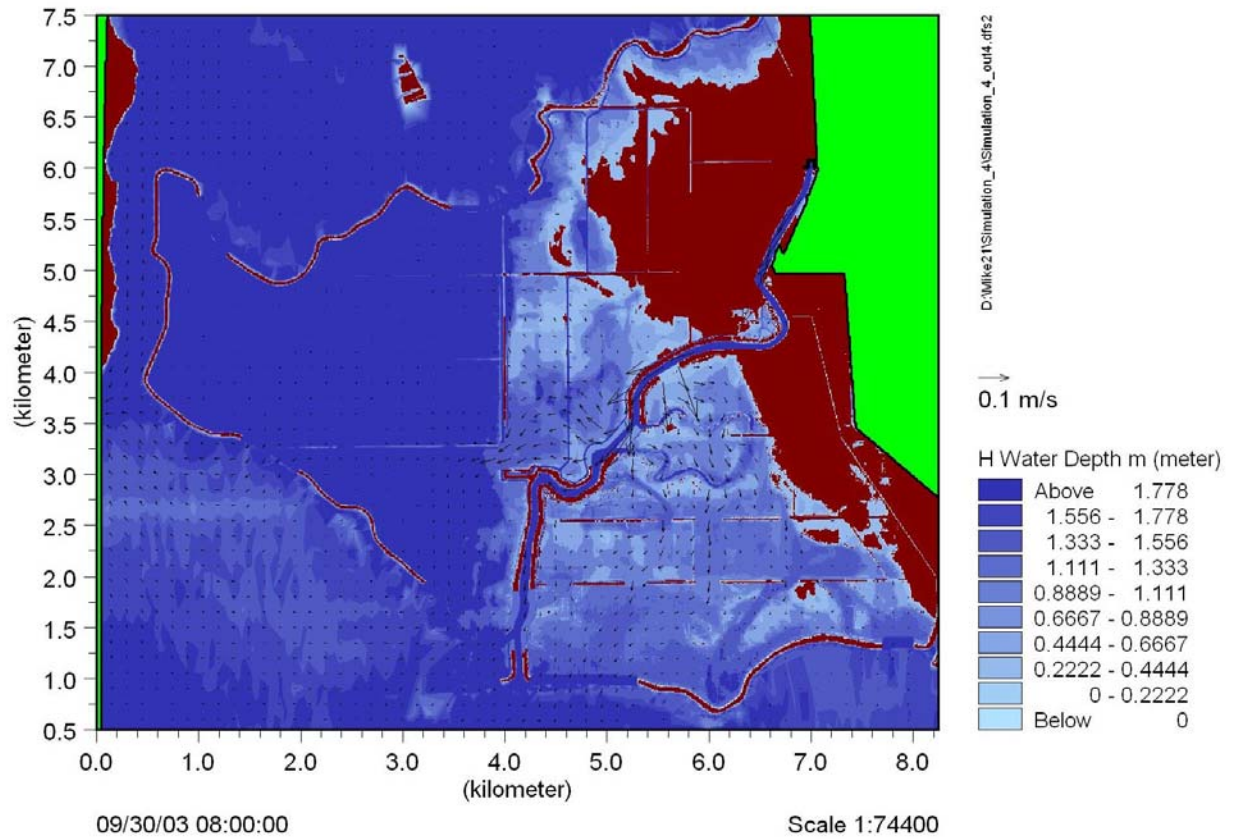 7.5
7.0
6.5
6.0
5.5
5.0
4.5
4.0
3.5
3.0
2.5
2.0
1.5
1.0
0.5
(kilometer)
0.0 1.0 2.0 3.0 4.0 5.0 6.0 7.0 8.0
(kilometer)
09/30/03 08:00:00
Scale 1:74400
D:\Mike21\Simulation_4\Simulation_4_out4.dfs2
0.1 m/s
H Water Depth m (meter)
Above 1.778
1.556 - 1.778
1.333 - 1.556
1.111 - 1.333
0.8889 - 1.111
0.6667 - 0.8889
0.4444 - 0.6667
0.2222 - 0.4444
0 - 0.2222
Below 0